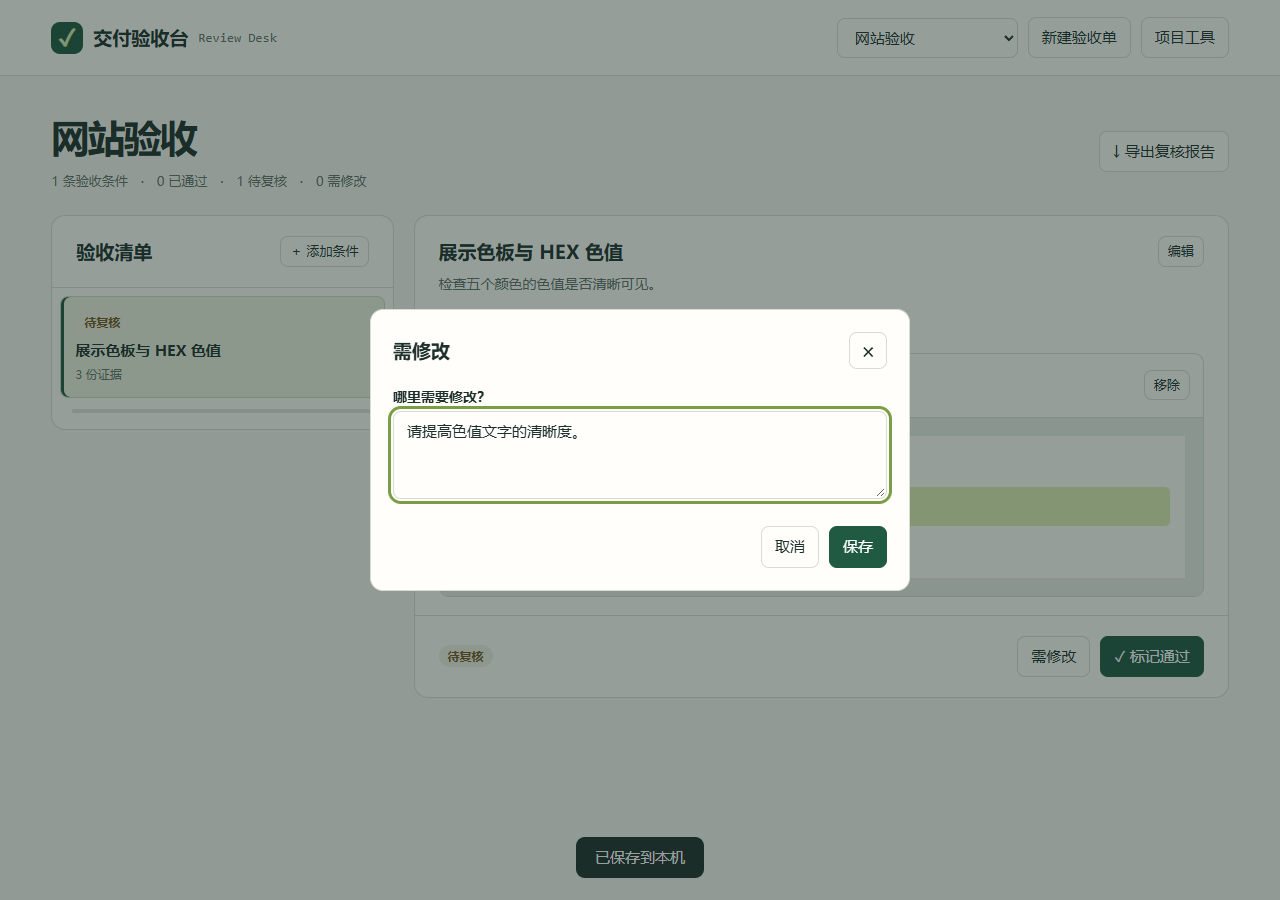 交付验收台 Review Desk
网站验收
新建验收单
项目工具
网站验收
1 条验收条件 · 0 已通过 · 1 待复核 · 0 需修改
↓ 导出复核报告
验收清单
+ 添加条件
待复核
展示色板与 HEX 色值
3 份证据
展示色板与 HEX 色值
编辑
检查五个颜色的色值是否清晰可见。
移除
需修改
×
哪里需要修改?
请提高色值文字的清晰度。
取消
保存
待复核
需修改
✓ 标记通过
已保存到本机